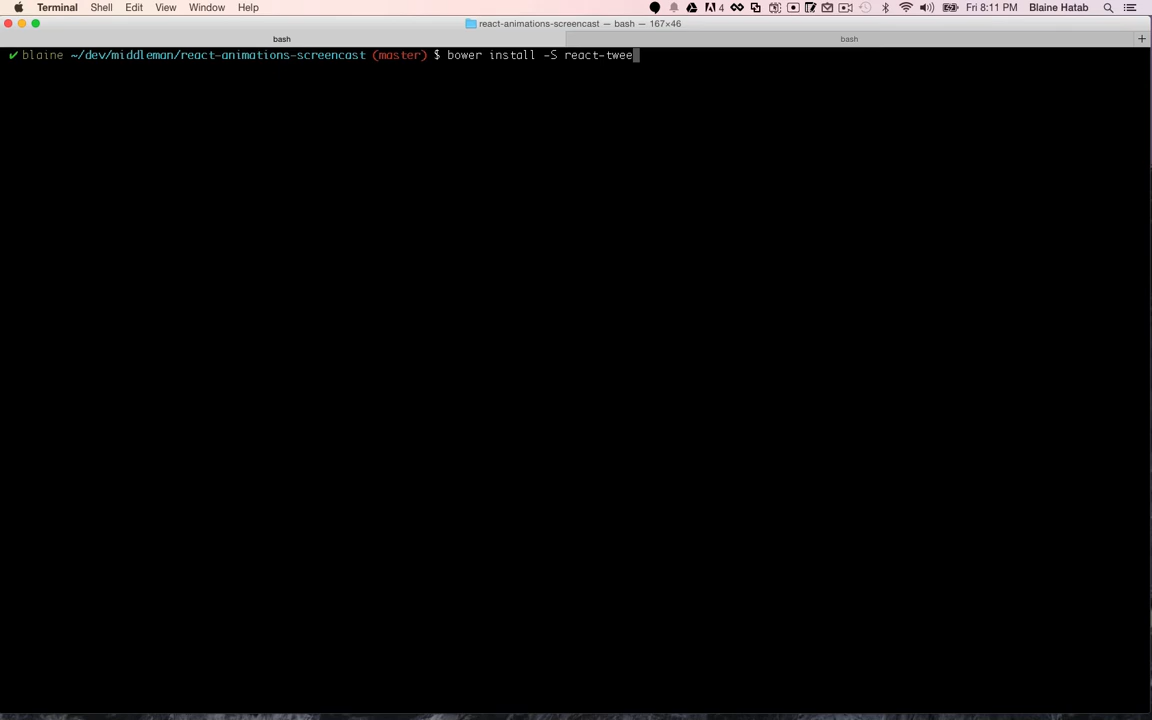 Terminal Shell Edit View Window Help 4 Fri 8:11 PM Blaine Hatab
react-animations-screencast — bash — 167×46
bash bash +
✔ blaine ~/dev/middleman/react-animations-screencast (master) $ bower install -S react-twee